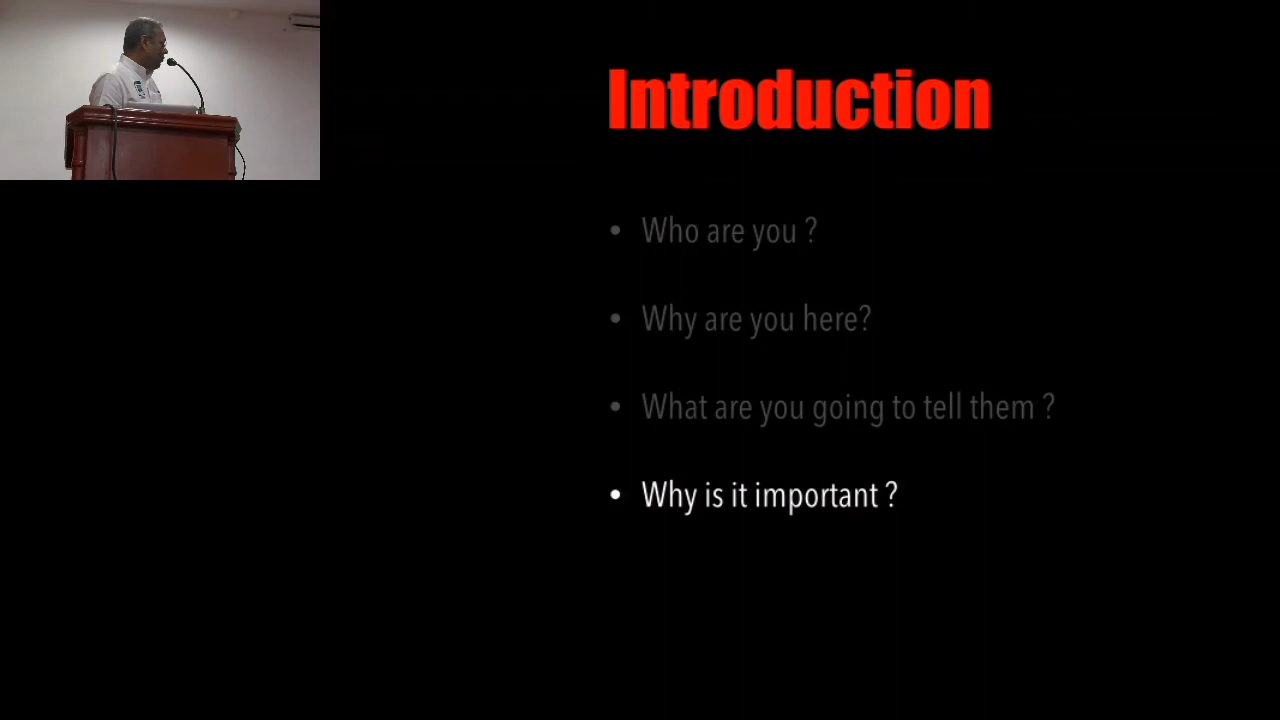 Introduction
• Who are you ?
• Why are you here?
• What are you going to tell them ?
• Why is it important ?